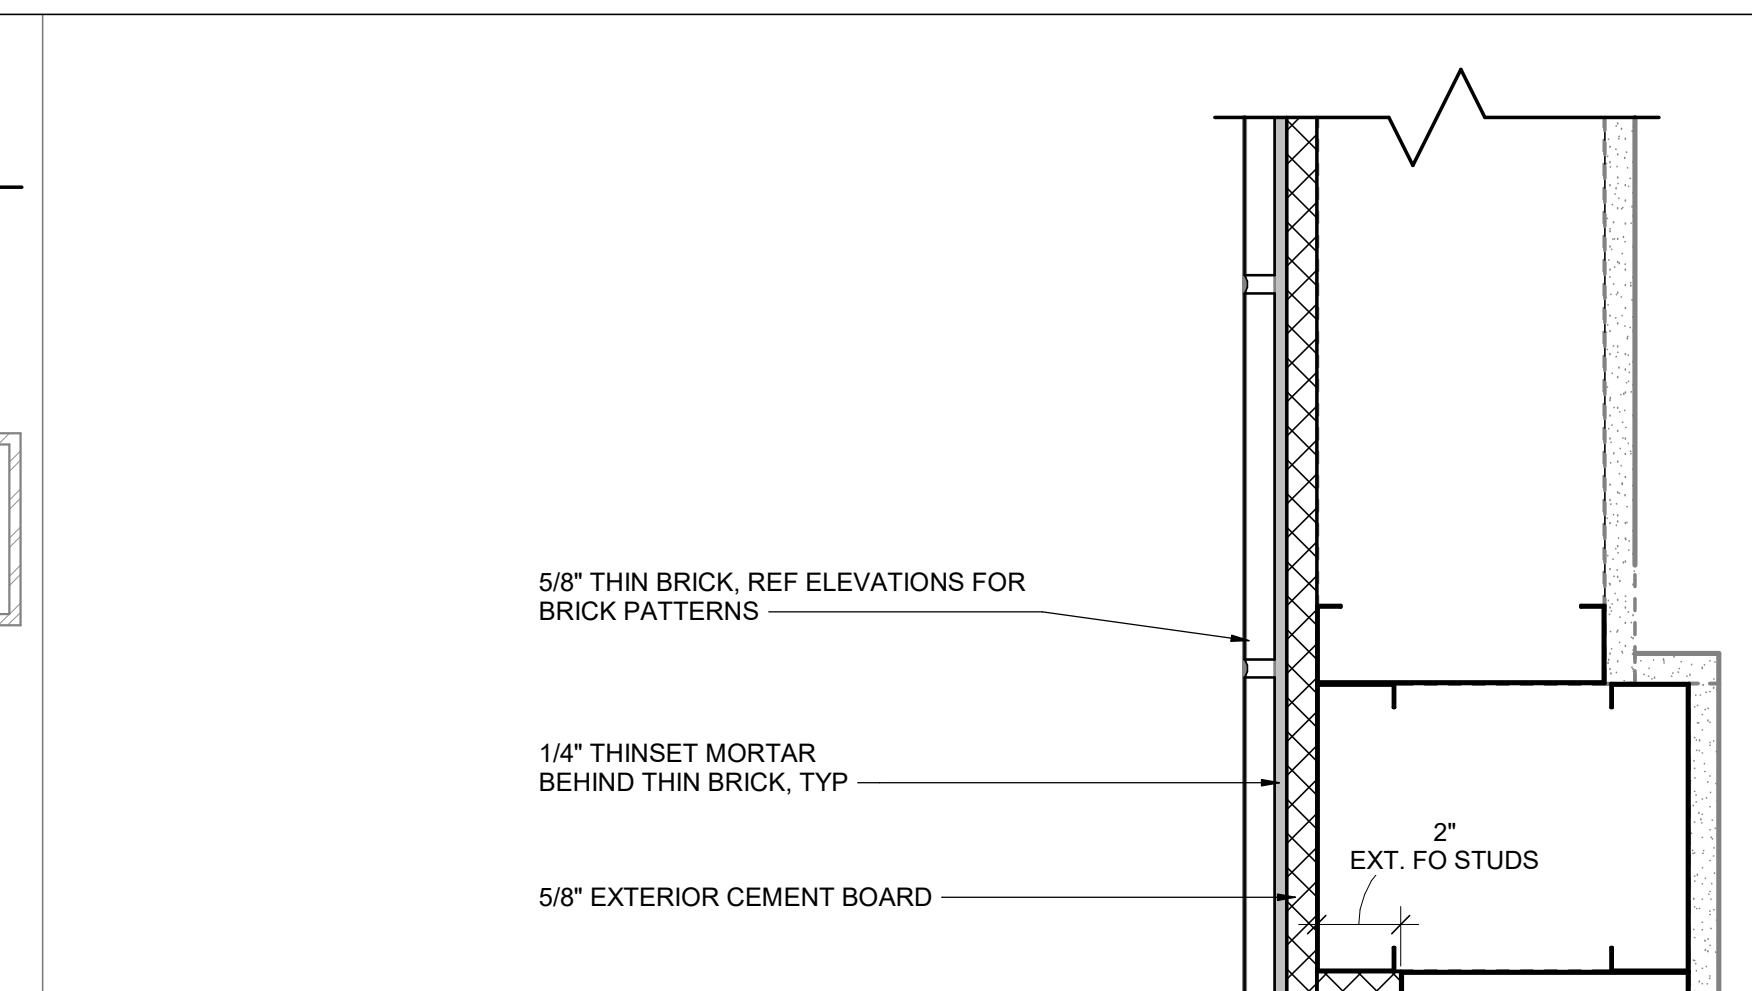 5/8" THIN BRICK, REF ELEVATIONS FOR
BRICK PATTERNS
1/4" THINSET MORTAR
BEHIND THIN BRICK, TYP
2"
EXT. FO STUDS
5/8" EXTERIOR CEMENT BOARD